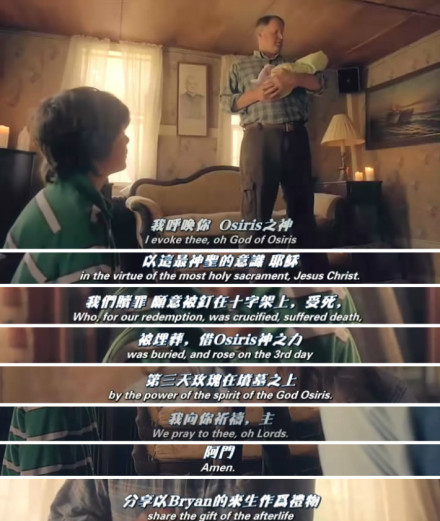 我呼喚你 Osiris之神
I evoke thee, oh God of Osiris
以這最神聖的意識 耶穌
in the virtue of the most holy sacrament, Jesus Christ.
我們贖罪 願意被釘在十字架上，受死，
Who, for our redemption, was crucified, suffered death,
被埋葬，借Osiris神之力
was buried, and rose on the 3rd day
第三天玫瑰在墳墓之上
by the power of the spirit of the God Osiris.
我向你祈禱，主
We pray to thee, oh Lords.
阿門
Amen.
分享以Bryan的來生作爲禮物
share the gift of the afterlife